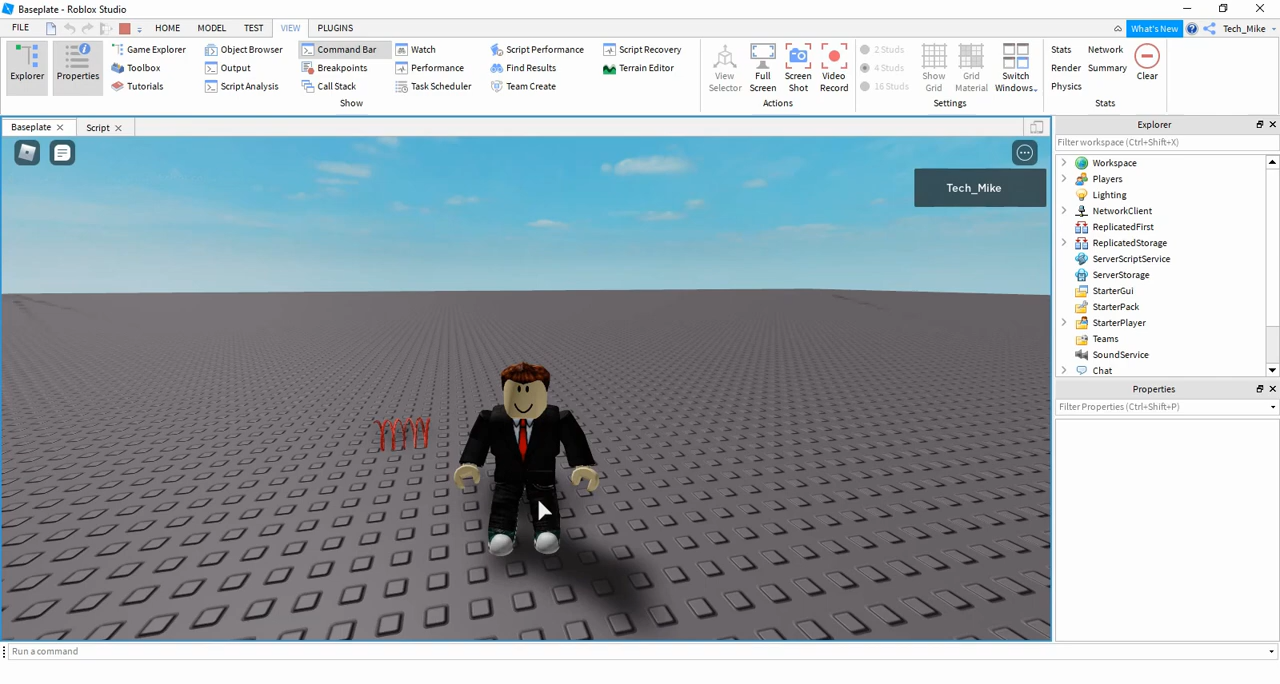 Baseplate - Roblox Studio
FILE HOME MODEL TEST VIEW PLUGINS What's New Tech_Mike
Explorer
Properties
Game Explorer
Toolbox
Tutorials
Object Browser
Output
Script Analysis
Command Bar
Breakpoints
Call Stack
Watch
Performance
Task Scheduler
Script Performance
Find Results
Team Create
Script Recovery
Terrain Editor
Show
View
Selector
Full
Screen
Screen
Shot
Video
Record
Actions
2 Studs
4 Studs
16 Studs
Show
Grid
Grid
Material
Switch
Windows
Settings
Stats
Render
Physics
Network
Summary
Clear
Stats
Baseplate
Script
Tech_Mike
Explorer
Filter workspace (Ctrl+Shift+X)
Workspace
Players
Lighting
NetworkClient
ReplicatedFirst
ReplicatedStorage
ServerScriptService
ServerStorage
StarterGui
StarterPack
StarterPlayer
Teams
SoundService
Chat
Properties
Filter Properties (Ctrl+Shift+P)
Run a command